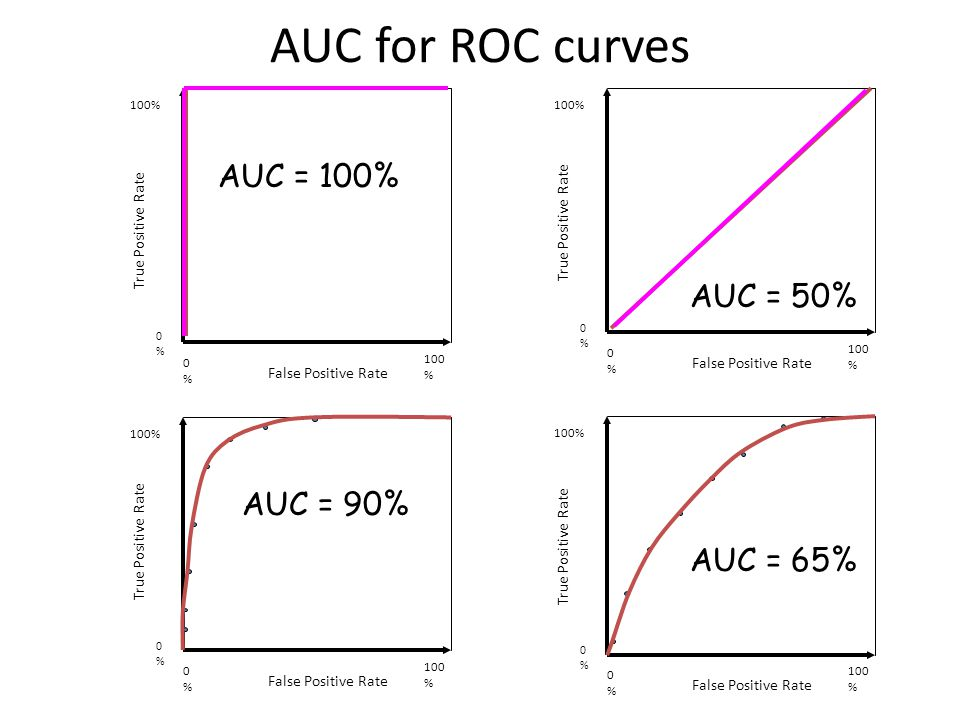 AUC for ROC curves
100%
True Positive Rate
AUC = 100%
0
%
0
%
False Positive Rate
100
%
100%
True Positive Rate
AUC = 50%
0
%
0
%
False Positive Rate
100
%
100%
True Positive Rate
AUC = 90%
0
%
0
%
False Positive Rate
100
%
100%
True Positive Rate
AUC = 65%
0
%
0
%
False Positive Rate
100
%